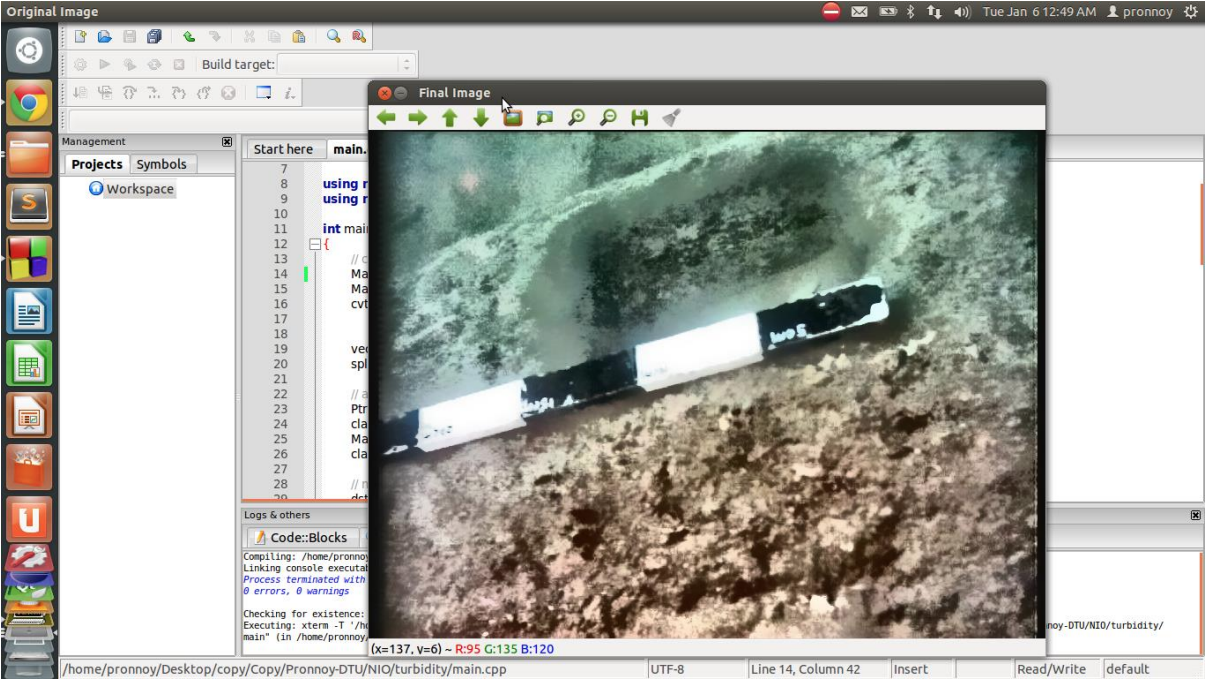 Original Image
Tue Jan 6 12:49 AM
pronnoy
Build target:
Final Image
Management
Projects
Symbols
Workspace
Start here
main.
7
8 using
9 using
10
11 int mai
12 {
13 // c
14 Ma
15 Ma
16 cvt
17
18
19 vec
20 spl
21
22 // a
23 Ptr
24 cla
25 Ma
26 cla
27
28 // n
29 dst
Logs & others
Code::Blocks
Compiling: /home/pronnoy
Linking console executab
Process terminated with
0 errors, 0 warnings
Checking for existence:
Executing: xterm -T '/ho
main" (in /home/pronnoy/
noy-DTU/NIO/turbidity/
(x=137, y=6) ~ R:95 G:135 B:120
/home/pronnoy/Desktop/copy/Copy/Pronnoy-DTU/NIO/turbidity/main.cpp
UTF-8
Line 14, Column 42
Insert
Read/Write
default